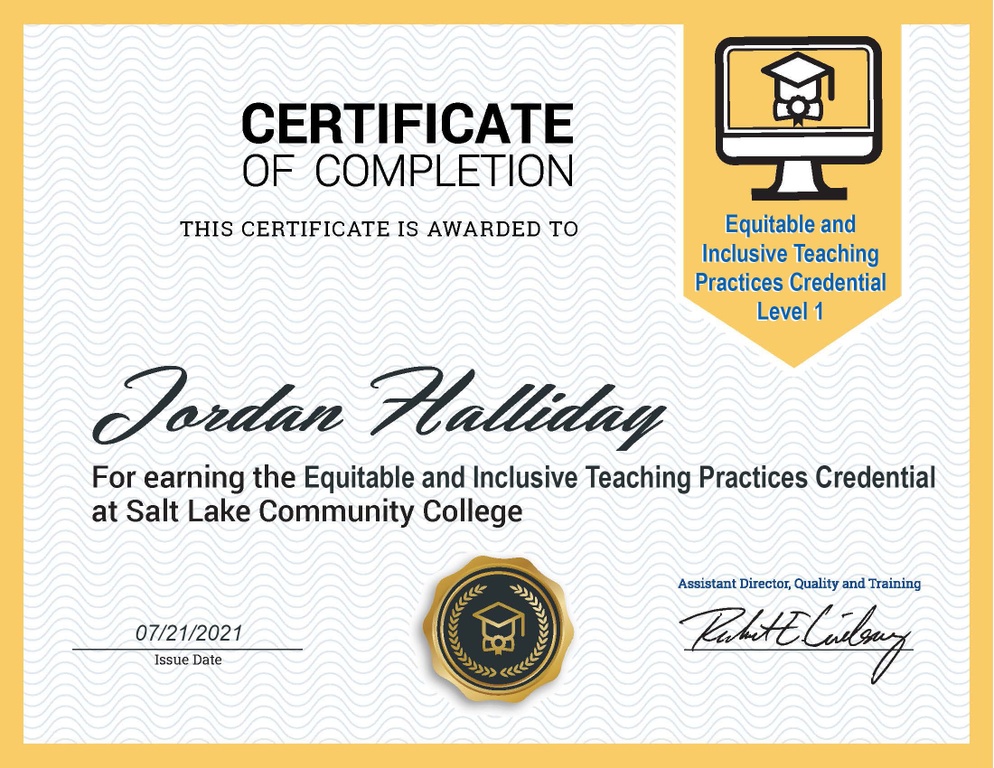 CERTIFICATE
OF COMPLETION
THIS CERTIFICATE IS AWARDED TO
Equitable and
Inclusive Teaching
Practices Credential
Level 1
Jordan Halliday
For earning the Equitable and Inclusive Teaching Practices Credential
at Salt Lake Community College
Assistant Director, Quality and Training
07/21/2021
Issue Date